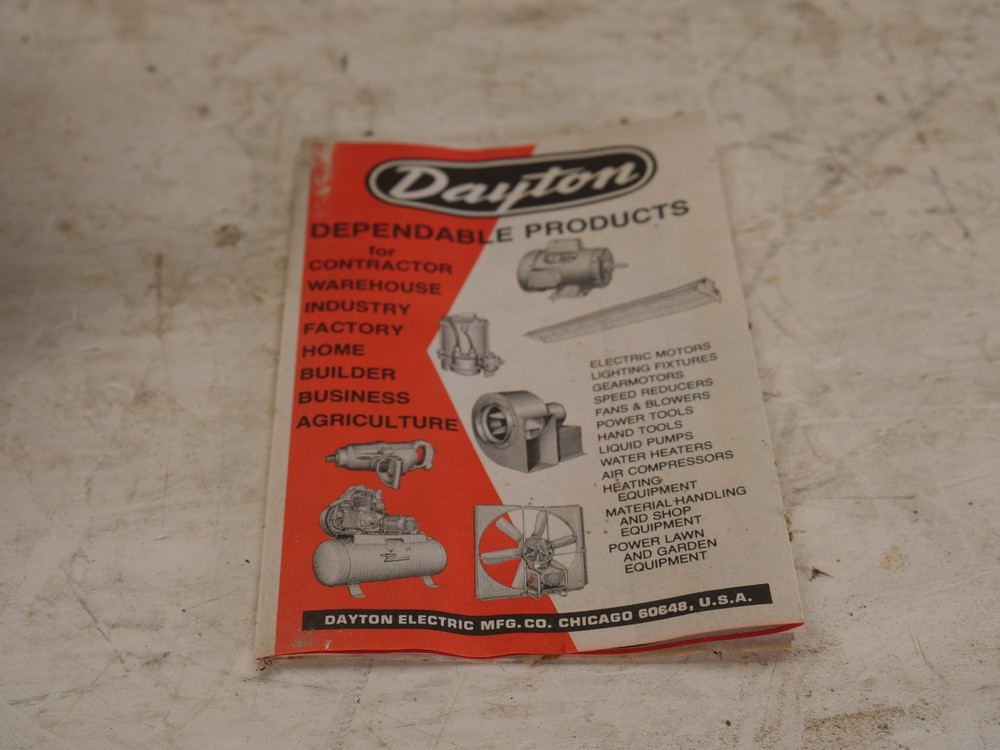 Dayton
DEPENDABLE PRODUCTS
for
CONTRACTOR
WAREHOUSE
INDUSTRY
FACTORY
HOME
BUILDER
BUSINESS
AGRICULTURE
ELECTRIC MOTORS
LIGHTING FIXTURES
GEARMOTORS
SPEED REDUCERS
FANS & BLOWERS
POWER TOOLS
HAND TOOLS
LIQUID PUMPS
WATER HEATERS
AIR COMPRESSORS
HEATING
EQUIPMENT
MATERIAL HANDLING
AND SHOP
EQUIPMENT
POWER LAWN
AND GARDEN
EQUIPMENT
DAYTON ELECTRIC MFG. CO. CHICAGO 60648, U.S.A.